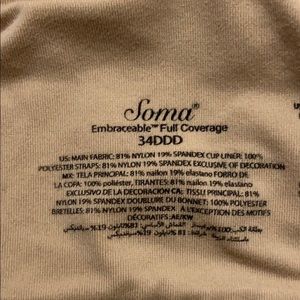 Soma®
Embraceable™ Full Coverage
34DDD
US: MAIN FABRIC: 81% NYLON 19% SPANDEX CUP LINER: 100%
POLYESTER STRAPS: 81% NYLON 19% SPANDEX EXCLUSIVE OF DECORATION
MX: TELA PRINCIPAL: 81% nailon 19% elastano FORRO DE
LA COPA: 100% poliéster, TIRANTES: 81% nailon 19% elastano
EXCLUSIVO DE LA DECORACIÓN CA: TISSU PRINCIPAL: 81%
NYLON 19% SPANDEX DOUBLURE DU BONNET: 100% POLYESTER
BRETELLES: 81% NYLON 19% SPANDEX À L'EXCEPTION DES MOTIFS
DÉCORATIFS: AE/KW